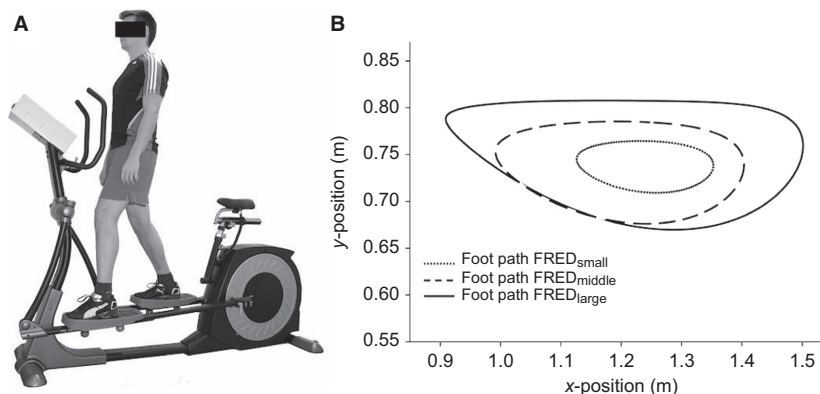 A
B
0.85
0.80
0.75
0.70
0.65
0.60
0.55
y-position (m)
Foot path FREDsmall
Foot path FREDmiddle
Foot path FREDlarge
0.9 1.0 1.1 1.2 1.3 1.4 1.5
x-position (m)